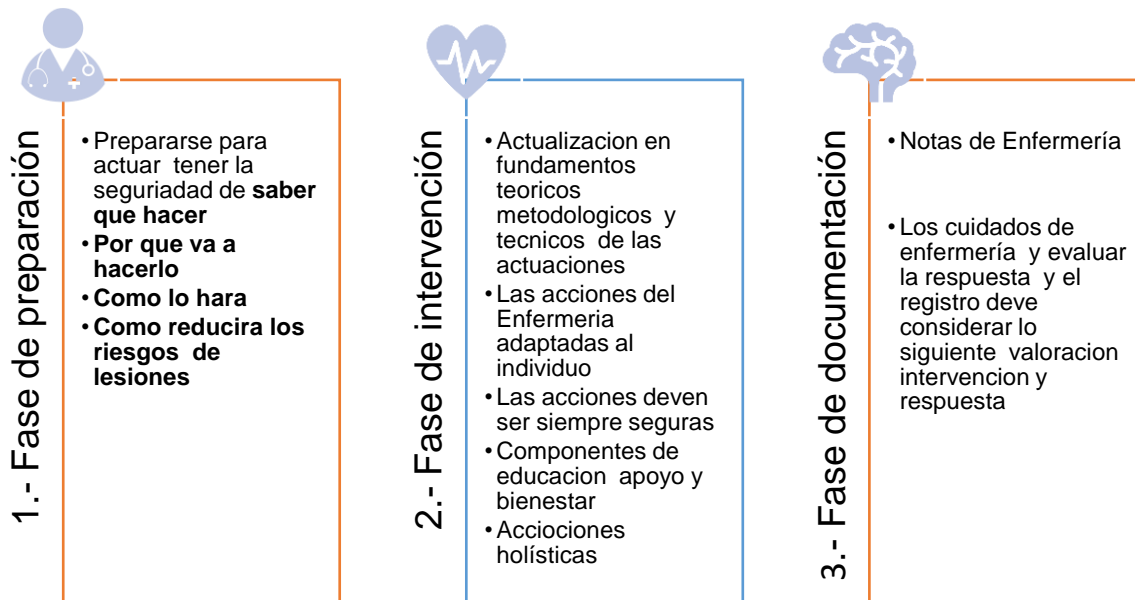 1.- Fase de preparación
•Prepararse para
actuar tener la
seguriadad de saber
que hacer
•Por que va a
hacerlo
•Como lo hara
•Como reducira los
riesgos de
lesiones
2.- Fase de intervención
•Actualizacion en
fundamentos
teoricos
metodologicos y
tecnicos de las
actuaciones
•Las acciones del
Enfermeria
adaptadas al
individuo
•Las acciones deven
ser siempre seguras
•Componentes de
educacion apoyo y
bienestar
•Acciociones
holísticas
3.- Fase de documentación
•Notas de Enfermería
•Los cuidados de
enfermería y evaluar
la respuesta y el
registro deve
considerar lo
siguiente valoracion
intervencion y
respuesta